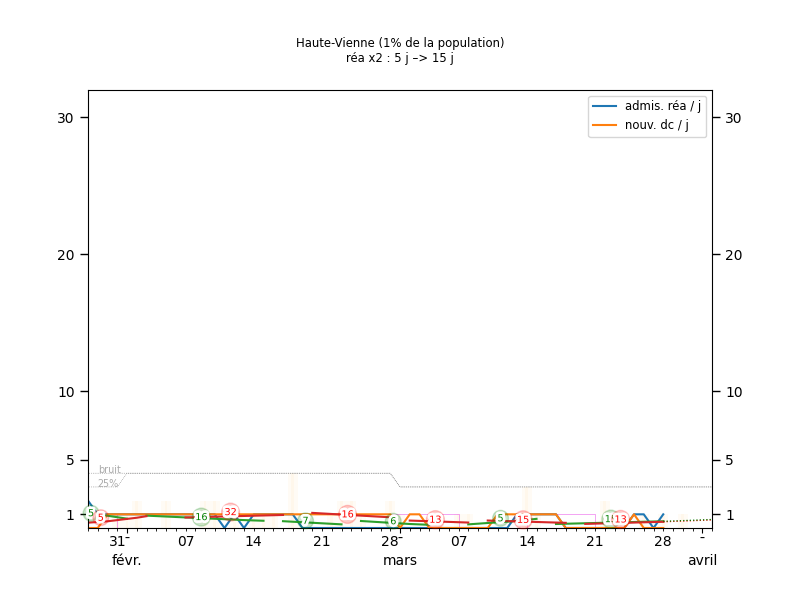 Haute-Vienne (1% de la population)
réa x2 : 5 j –> 15 j
admis. réa / j
nouv. dc / j
30 30
20 20
10 10
5 5
bruit
25%
1 1
5 5 16 32 7 16 6 13 5 15 13
31- 07 14 21 28- 07 14 21 28 -
févr. mars avril